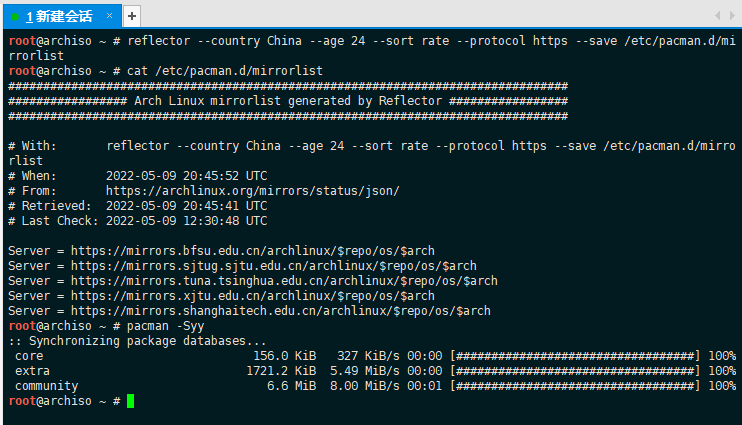 1 新建会话 × +
root@archiso ~ # reflector --country China --age 24 --sort rate --protocol https --save /etc/pacman.d/mi
rrorlist
root@archiso ~ # cat /etc/pacman.d/mirrorlist
################################################################################
################# Arch Linux mirrorlist generated by Reflector #################
################################################################################
# With:       reflector --country China --age 24 --sort rate --protocol https --save /etc/pacman.d/mirro
rlist
# When:       2022-05-09 20:45:52 UTC
# From:       https://archlinux.org/mirrors/status/json/
# Retrieved:  2022-05-09 20:45:41 UTC
# Last Check: 2022-05-09 12:30:48 UTC
Server = https://mirrors.bfsu.edu.cn/archlinux/$repo/os/$arch
Server = https://mirrors.sjtug.sjtu.edu.cn/archlinux/$repo/os/$arch
Server = https://mirrors.tuna.tsinghua.edu.cn/archlinux/$repo/os/$arch
Server = https://mirrors.xjtu.edu.cn/archlinux/$repo/os/$arch
Server = https://mirrors.shanghaitech.edu.cn/archlinux/$repo/os/$arch
root@archiso ~ # pacman -Syy
:: Synchronizing package databases...
 core                              156.0 KiB   327 KiB/s 00:00 [##################################] 100%
 extra                            1721.2 KiB  5.49 MiB/s 00:00 [##################################] 100%
 community                           6.6 MiB  8.00 MiB/s 00:01 [##################################] 100%
root@archiso ~ #